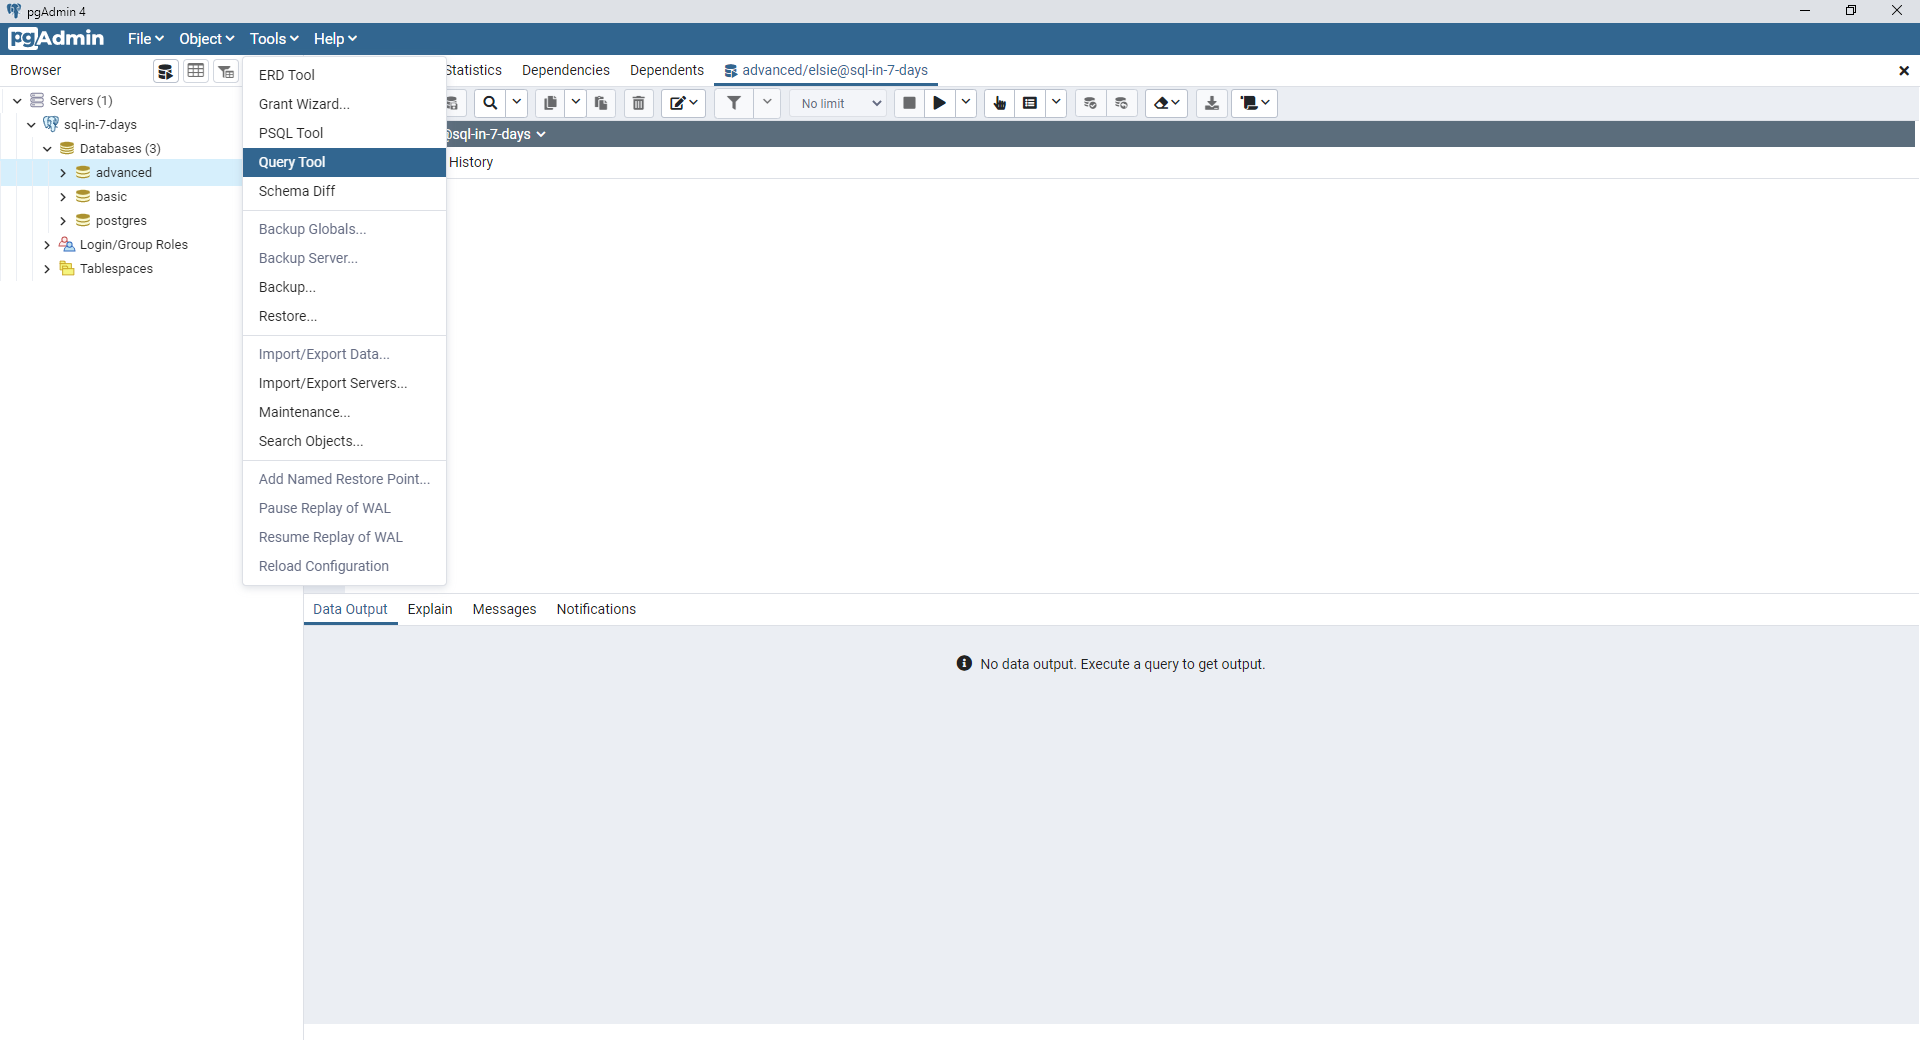 pgAdmin 4
pgAdmin File Object Tools Help
Browser
Statistics Dependencies Dependents advanced/elsie@sql-in-7-days
Servers (1)
sql-in-7-days
Databases (3)
advanced
basic
postgres
Login/Group Roles
Tablespaces
ERD Tool
Grant Wizard...
PSQL Tool
Query Tool
Schema Diff
Backup Globals...
Backup Server...
Backup...
Restore...
Import/Export Data...
Import/Export Servers...
Maintenance...
Search Objects...
Add Named Restore Point...
Pause Replay of WAL
Resume Replay of WAL
Reload Configuration
No limit
@sql-in-7-days
History
Data Output Explain Messages Notifications
No data output. Execute a query to get output.